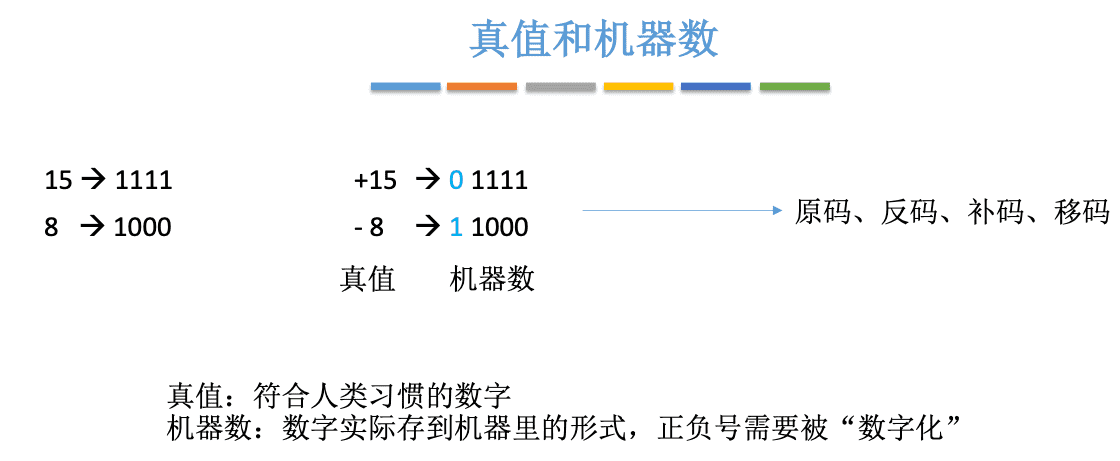 真值和机器数
15 → 1111 +15 → 0 1111
8 → 1000 - 8 → 1 1000
原码、反码、补码、移码
真值 机器数
真值：符合人类习惯的数字
机器数：数字实际存到机器里的形式，正负号需要被“数字化”